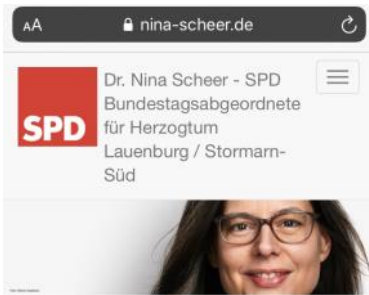 AA nina-scheer.de
SPD
Dr. Nina Scheer - SPD
Bundestagsabgeordnete
für Herzogtum
Lauenburg / Stormarn-
Süd